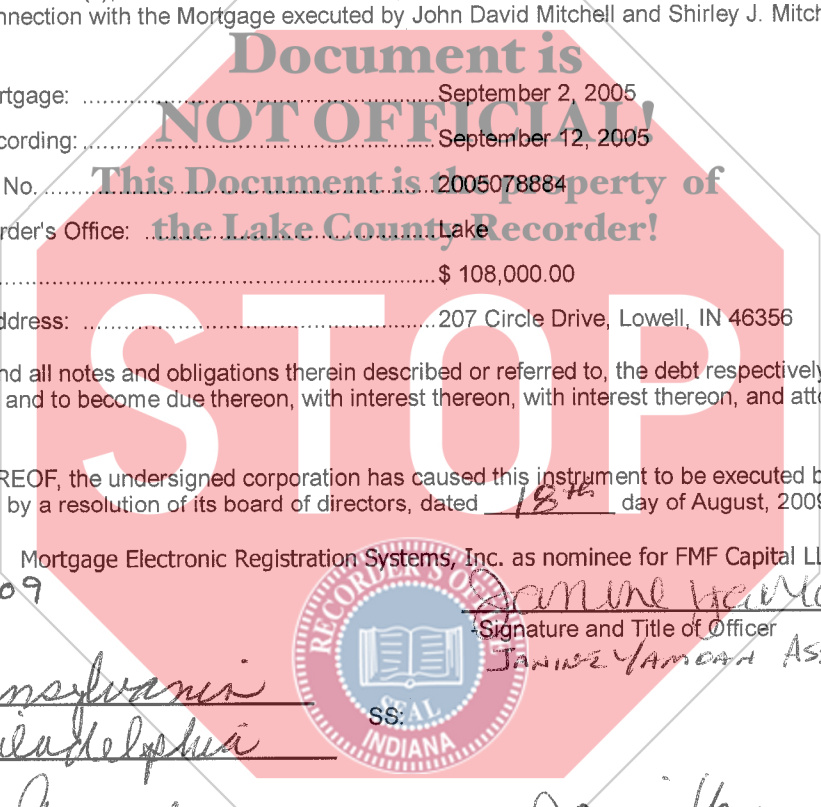 nnection with the Mortgage executed by John David Mitchell and Shirley J. Mitch
Document is
rtgage: ........................................................ September 2, 2005
NOT OFFICIAL!
cording: ........................................................ September 12, 2005
No. ........................................................ 2005078884
This Document is the property of
rder's Office: ........................................................ Lake
the Lake County Recorder!
........................................................ $ 108,000.00
ddress: ........................................................ 207 Circle Drive, Lowell, IN 46356
STOP
nd all notes and obligations therein described or referred to, the debt respectively
and to become due thereon, with interest thereon, with interest thereon, and atto
REOF, the undersigned corporation has caused this instrument to be executed b
by a resolution of its board of directors, dated 18th day of August, 2009
Mortgage Electronic Registration Systems, Inc. as nominee for FMF Capital LL
09
Signature and Title of Officer
nnsylvania
SS:
iladelphia
RECORDER'S OFFICE
SEAL
INDIANA